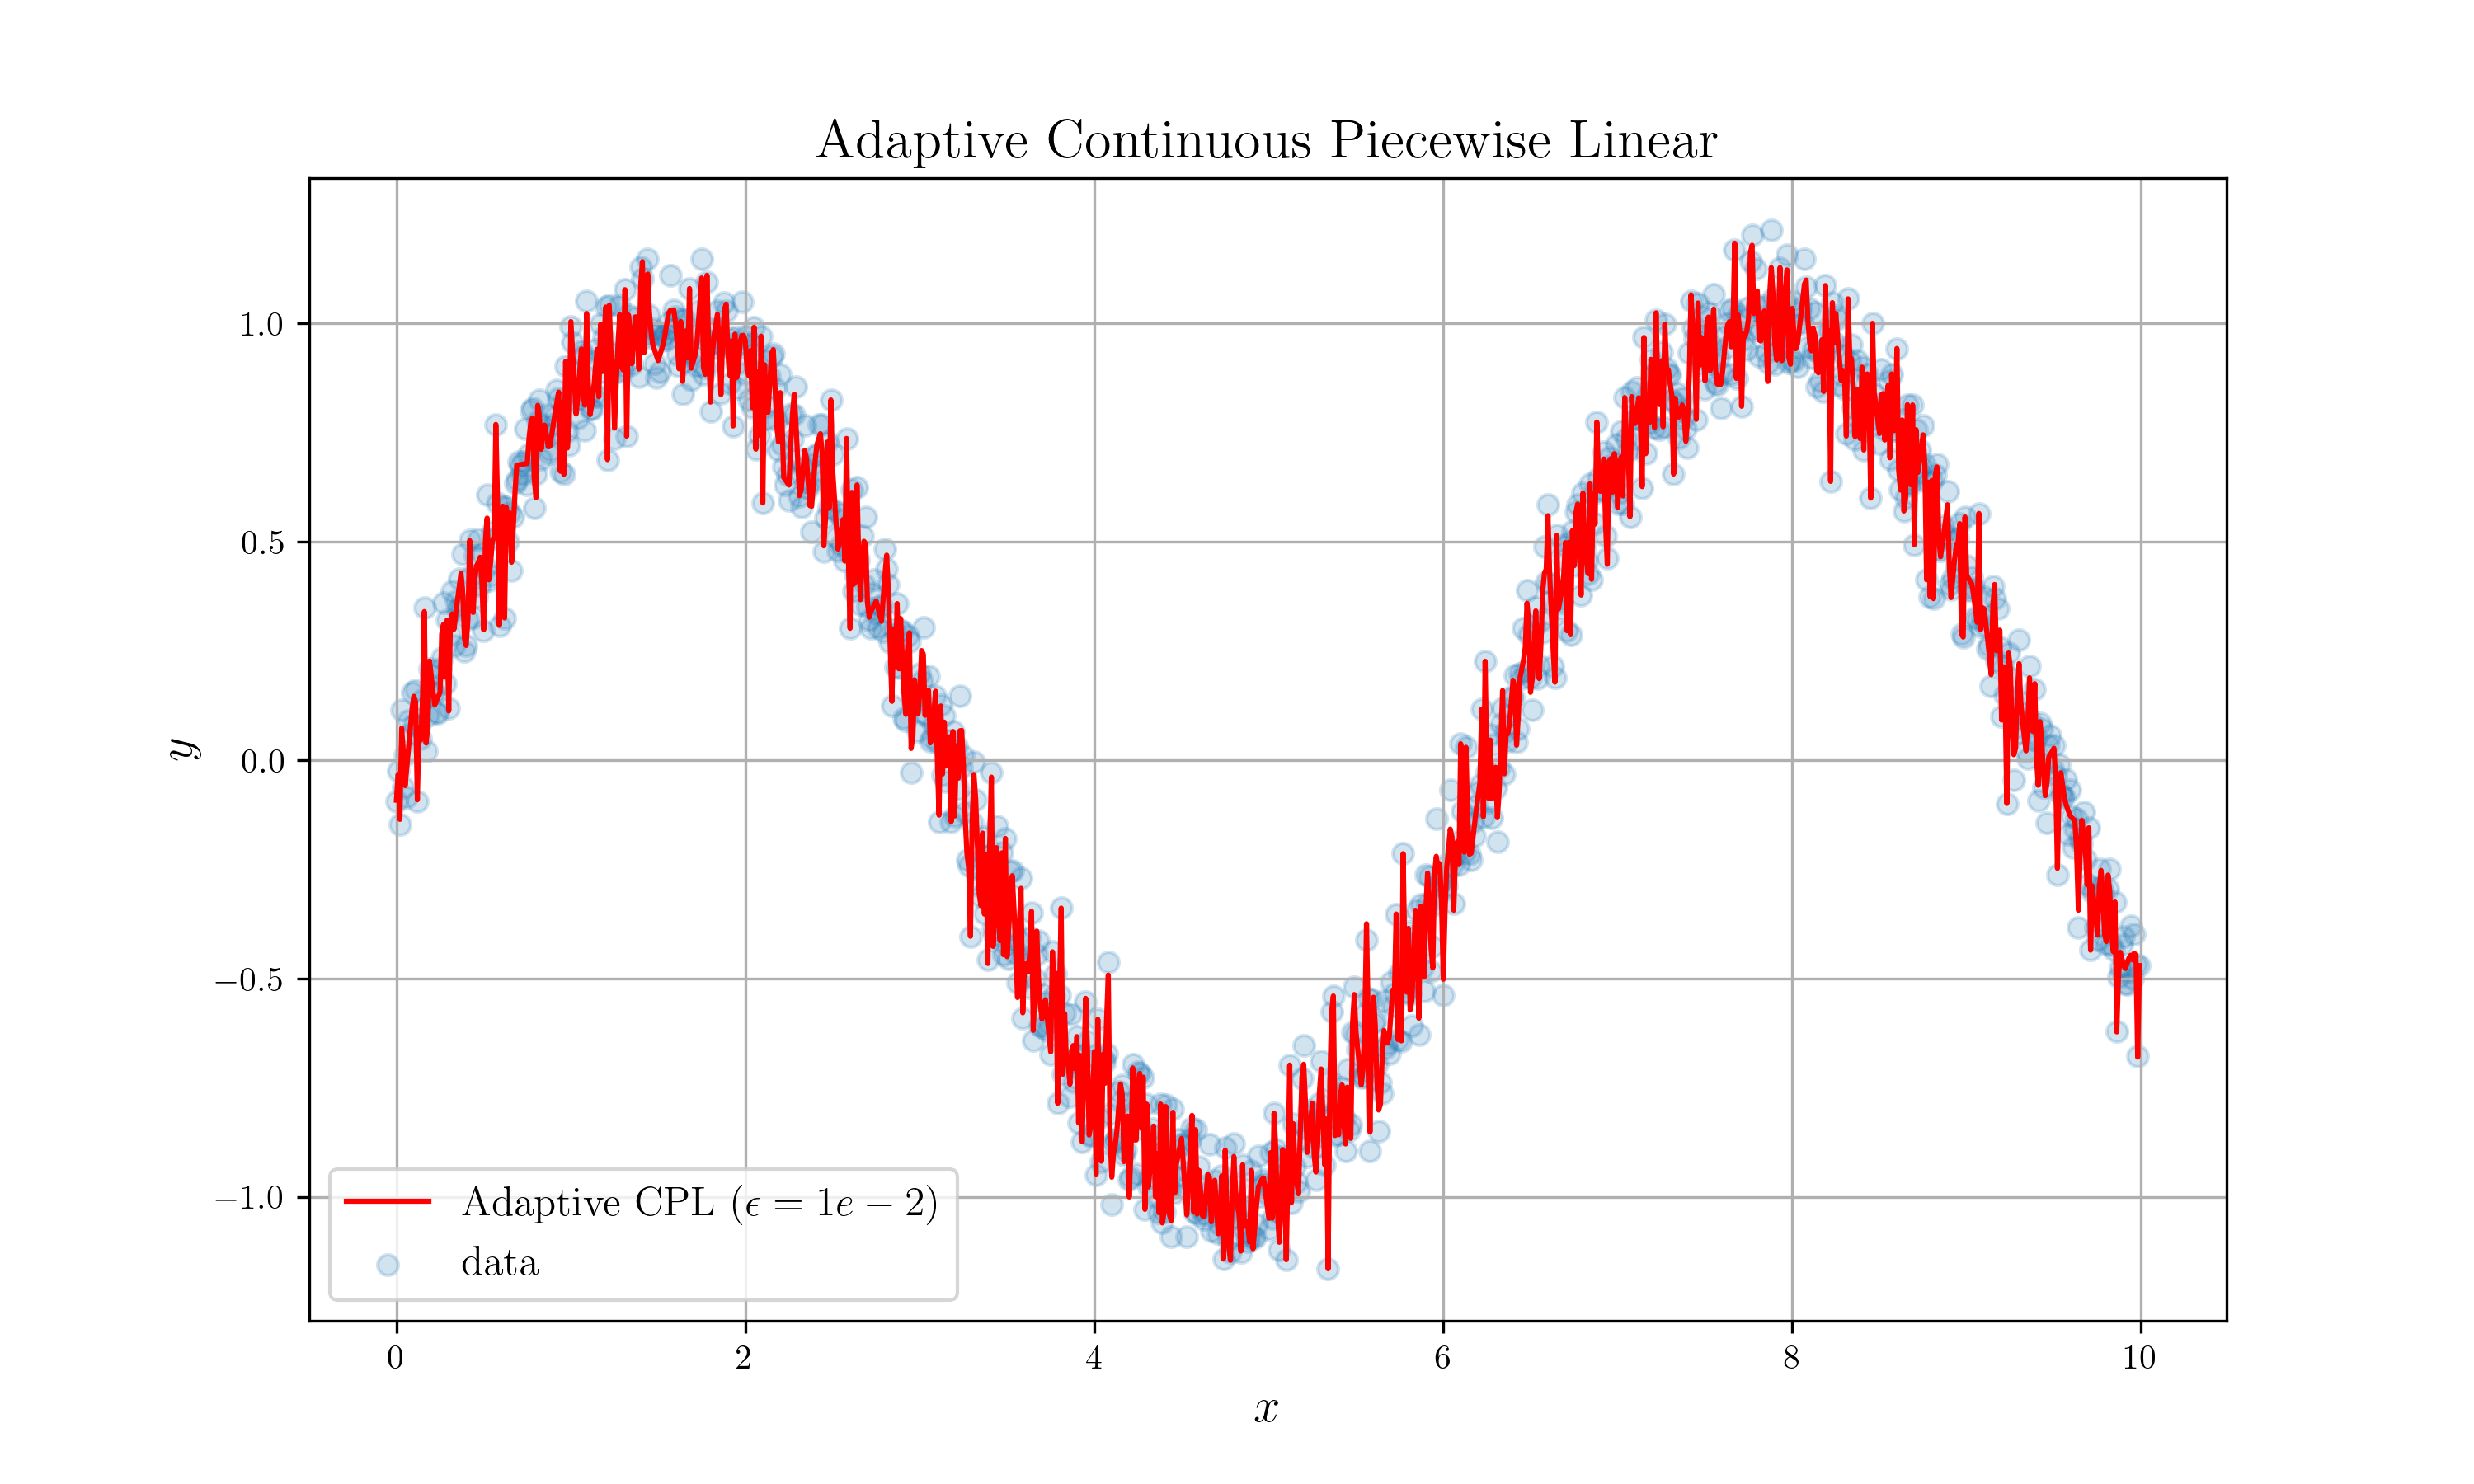 Adaptive Continuous Piecewise Linear
1.0
0.5
0.0
−0.5
−1.0
y
Adaptive CPL (ϵ = 1e − 2)
data
0 2 4 6 8 10
x